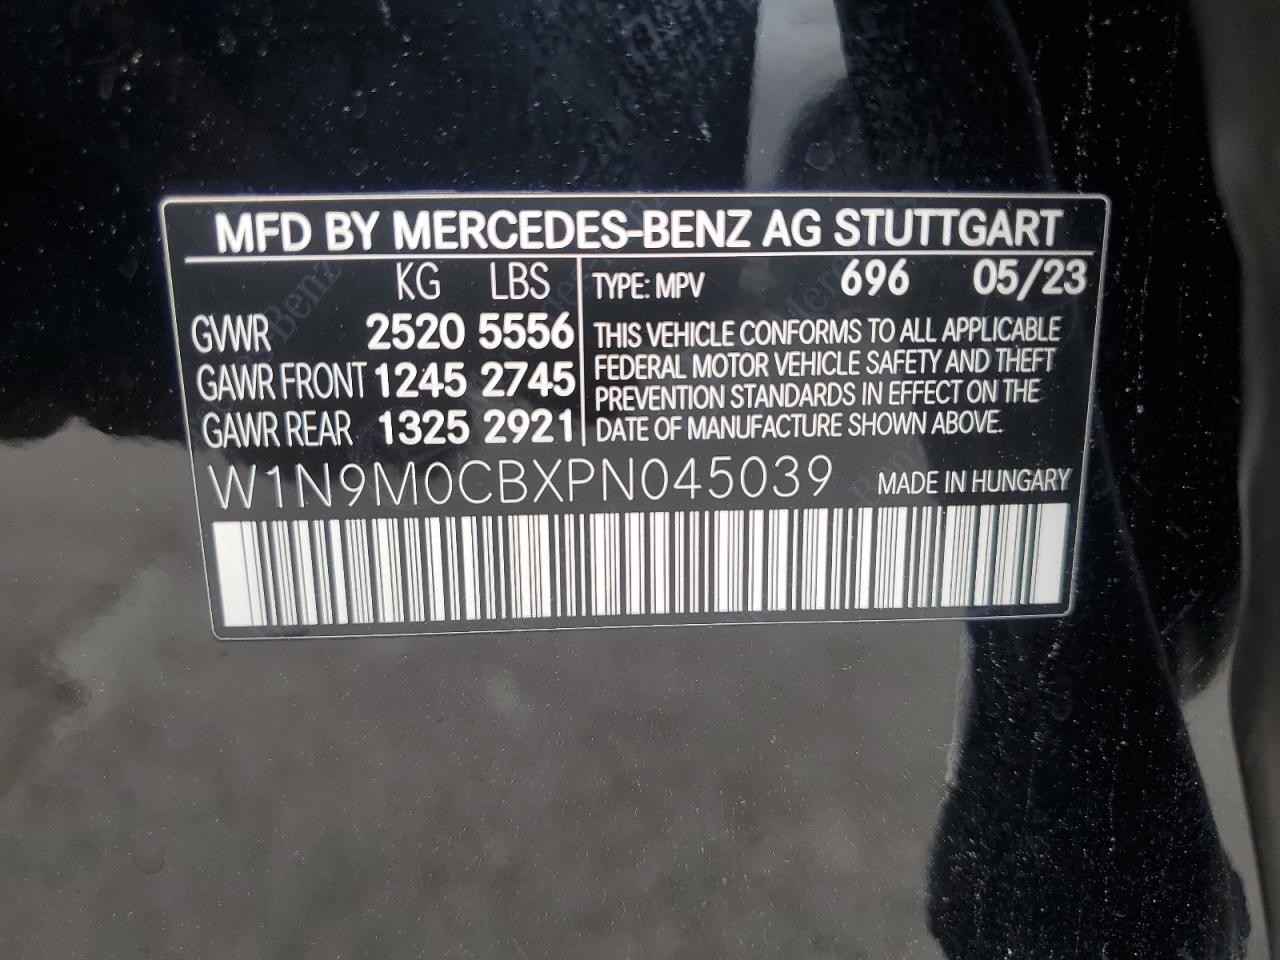 MFD BY MERCEDES-BENZ AG STUTTGART
KG LBS
GVWR 2520 5556
GAWR FRONT 1245 2745
GAWR REAR 1325 2921
TYPE: MPV 696 05/23
THIS VEHICLE CONFORMS TO ALL APPLICABLE
FEDERAL MOTOR VEHICLE SAFETY AND THEFT
PREVENTION STANDARDS IN EFFECT ON THE
DATE OF MANUFACTURE SHOWN ABOVE.
W1N9M0CBXPN045039 MADE IN HUNGARY